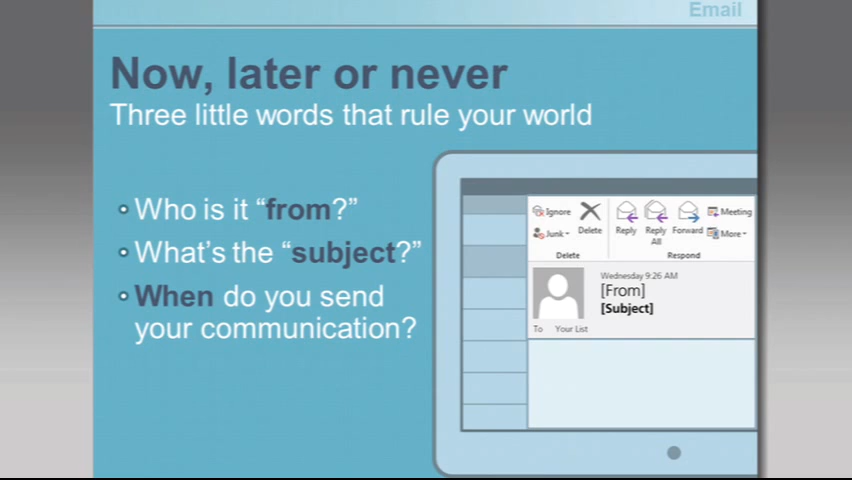 Email
Now, later or never
Three little words that rule your world
• Who is it “from?”
• What’s the “subject?”
• When do you send
your communication?
Ignore
Junk
Delete
Reply
Reply All
Forward
Meeting
More
Delete
Respond
Wednesday 9:26 AM
[From]
[Subject]
To Your List